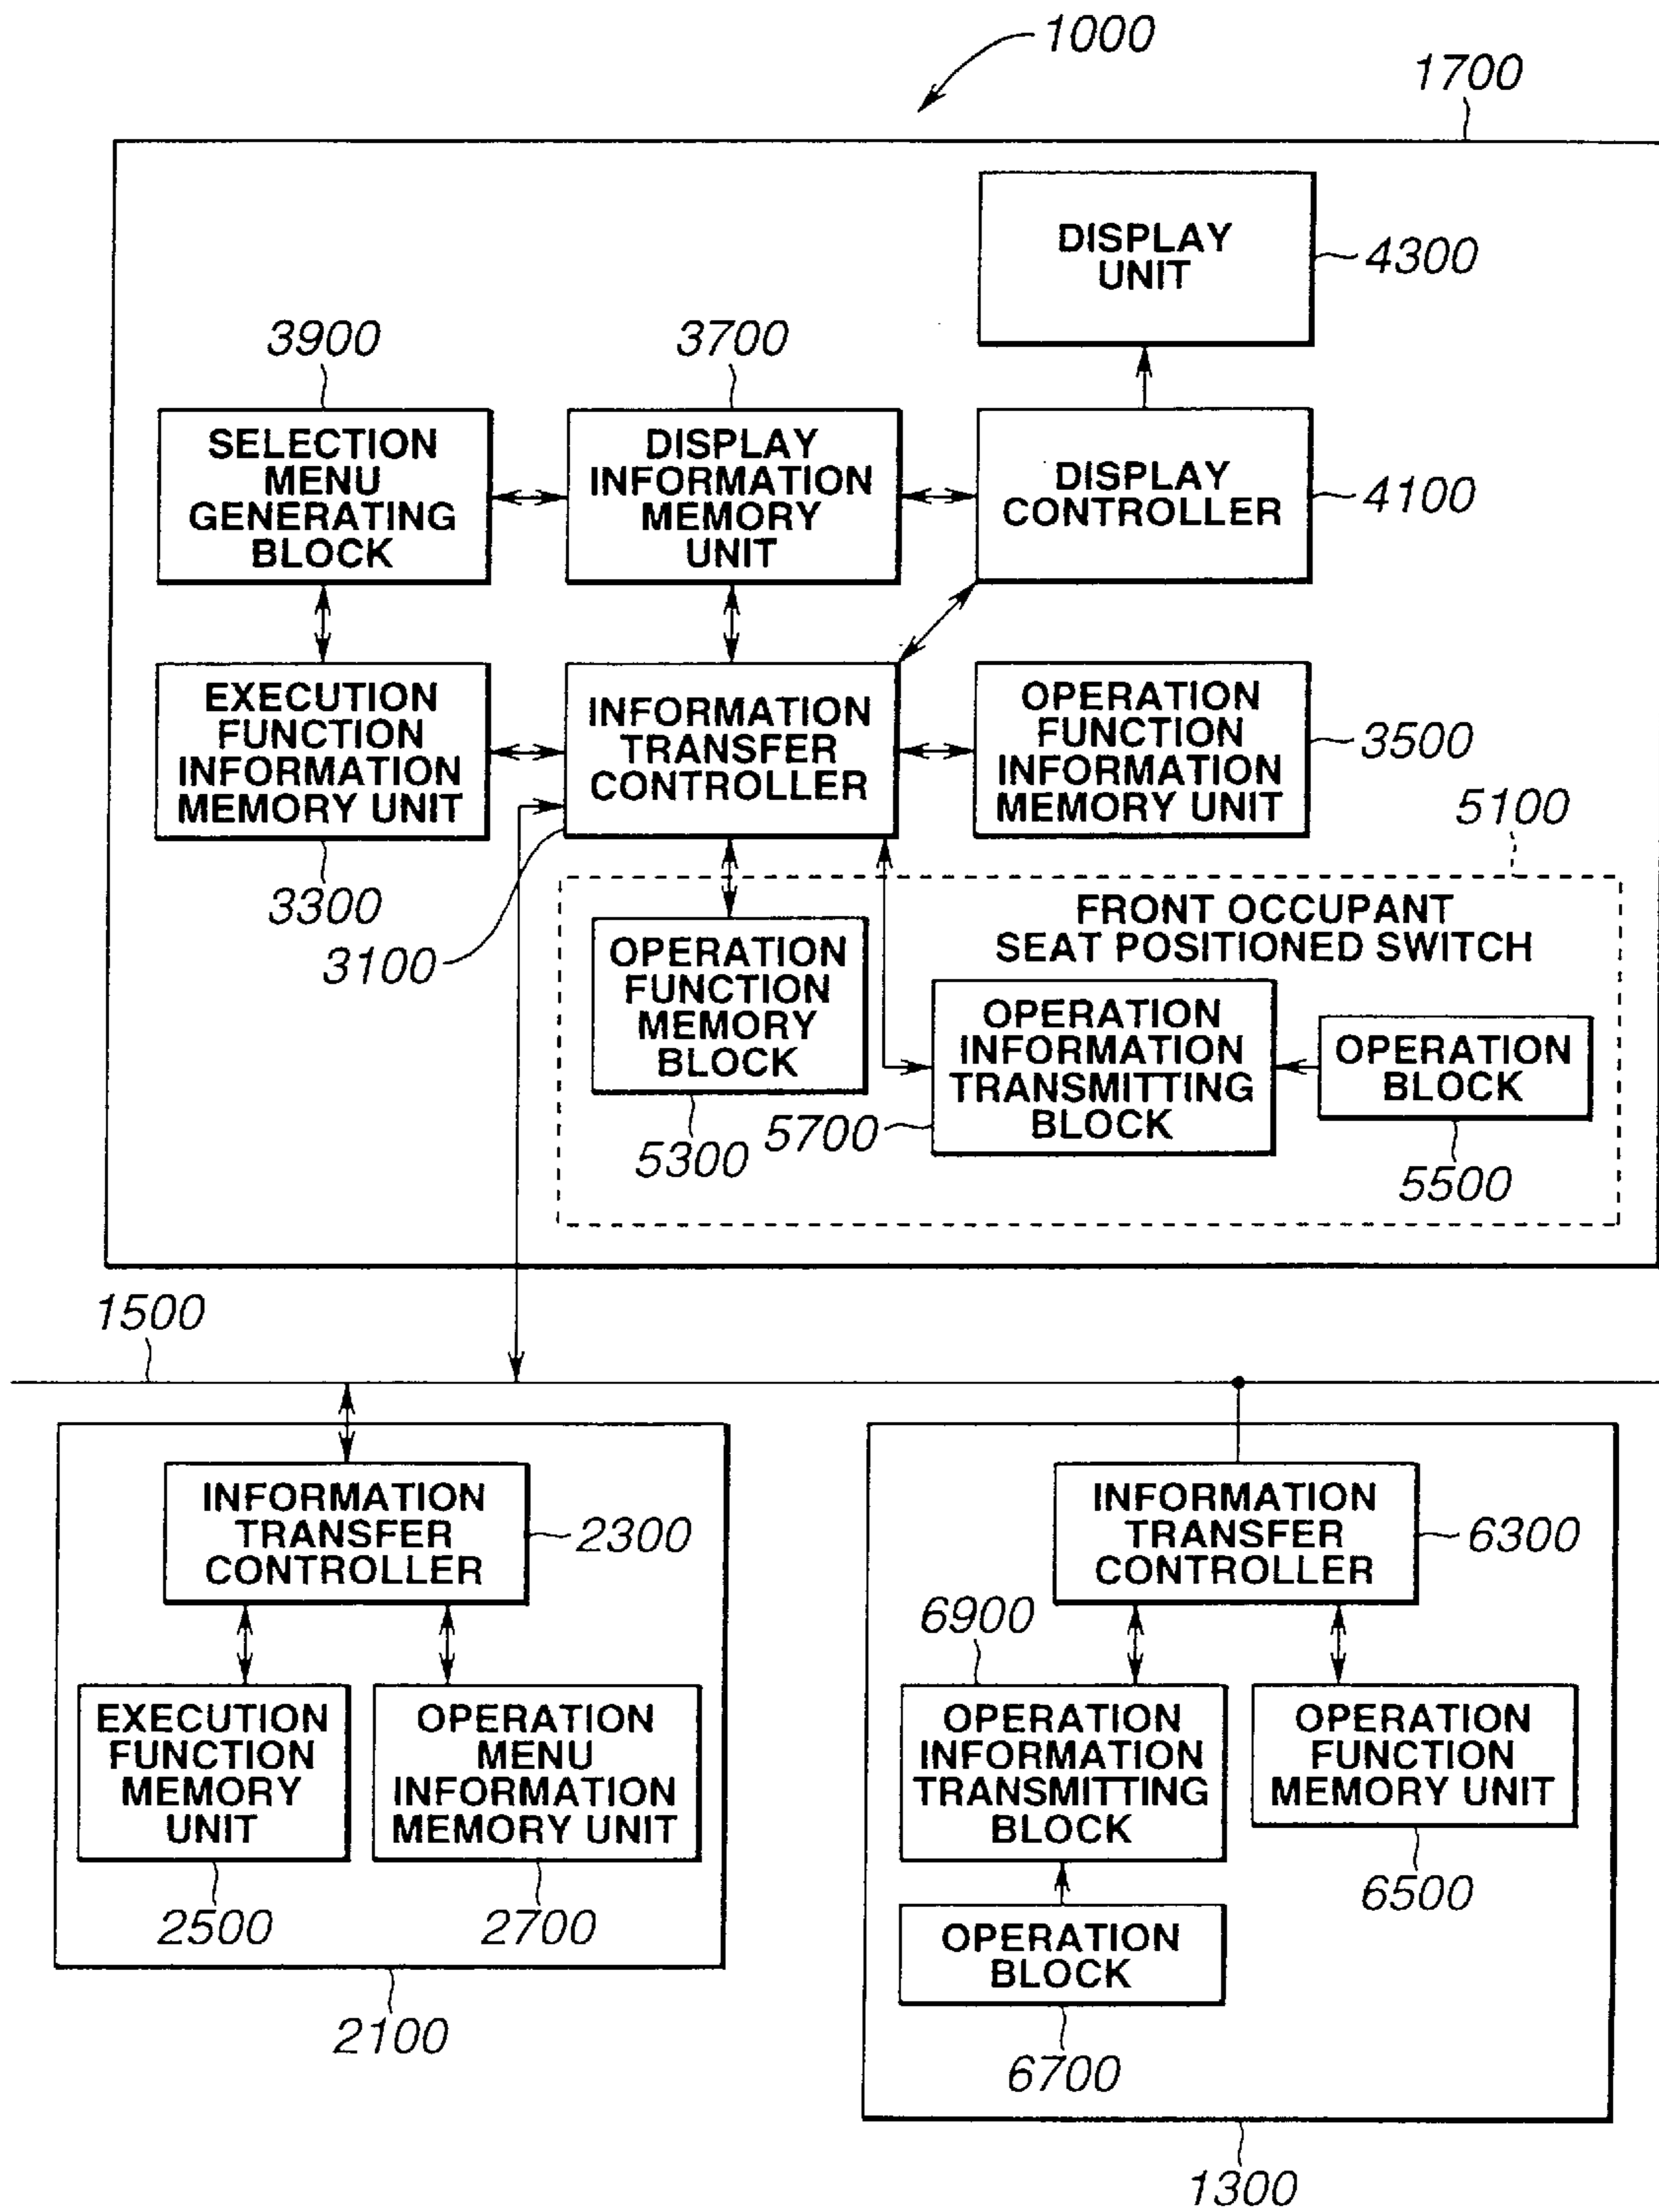 1000
1700
DISPLAY
UNIT
4300
3900
3700
SELECTION
MENU
GENERATING
BLOCK
DISPLAY
INFORMATION
MEMORY
UNIT
DISPLAY
CONTROLLER
4100
EXECUTION
FUNCTION
INFORMATION
MEMORY UNIT
INFORMATION
TRANSFER
CONTROLLER
OPERATION
FUNCTION
INFORMATION
MEMORY UNIT
3500
5100
3300
3100
FRONT OCCUPANT
SEAT POSITIONED SWITCH
OPERATION
FUNCTION
MEMORY
BLOCK
OPERATION
INFORMATION
TRANSMITTING
BLOCK
OPERATION
BLOCK
5300
5700
5500
1500
INFORMATION
TRANSFER
CONTROLLER
2300
INFORMATION
TRANSFER
CONTROLLER
6300
6900
EXECUTION
FUNCTION
MEMORY
UNIT
OPERATION
MENU
INFORMATION
MEMORY UNIT
OPERATION
INFORMATION
TRANSMITTING
BLOCK
OPERATION
FUNCTION
MEMORY UNIT
2500
2700
6500
OPERATION
BLOCK
2100
6700
1300